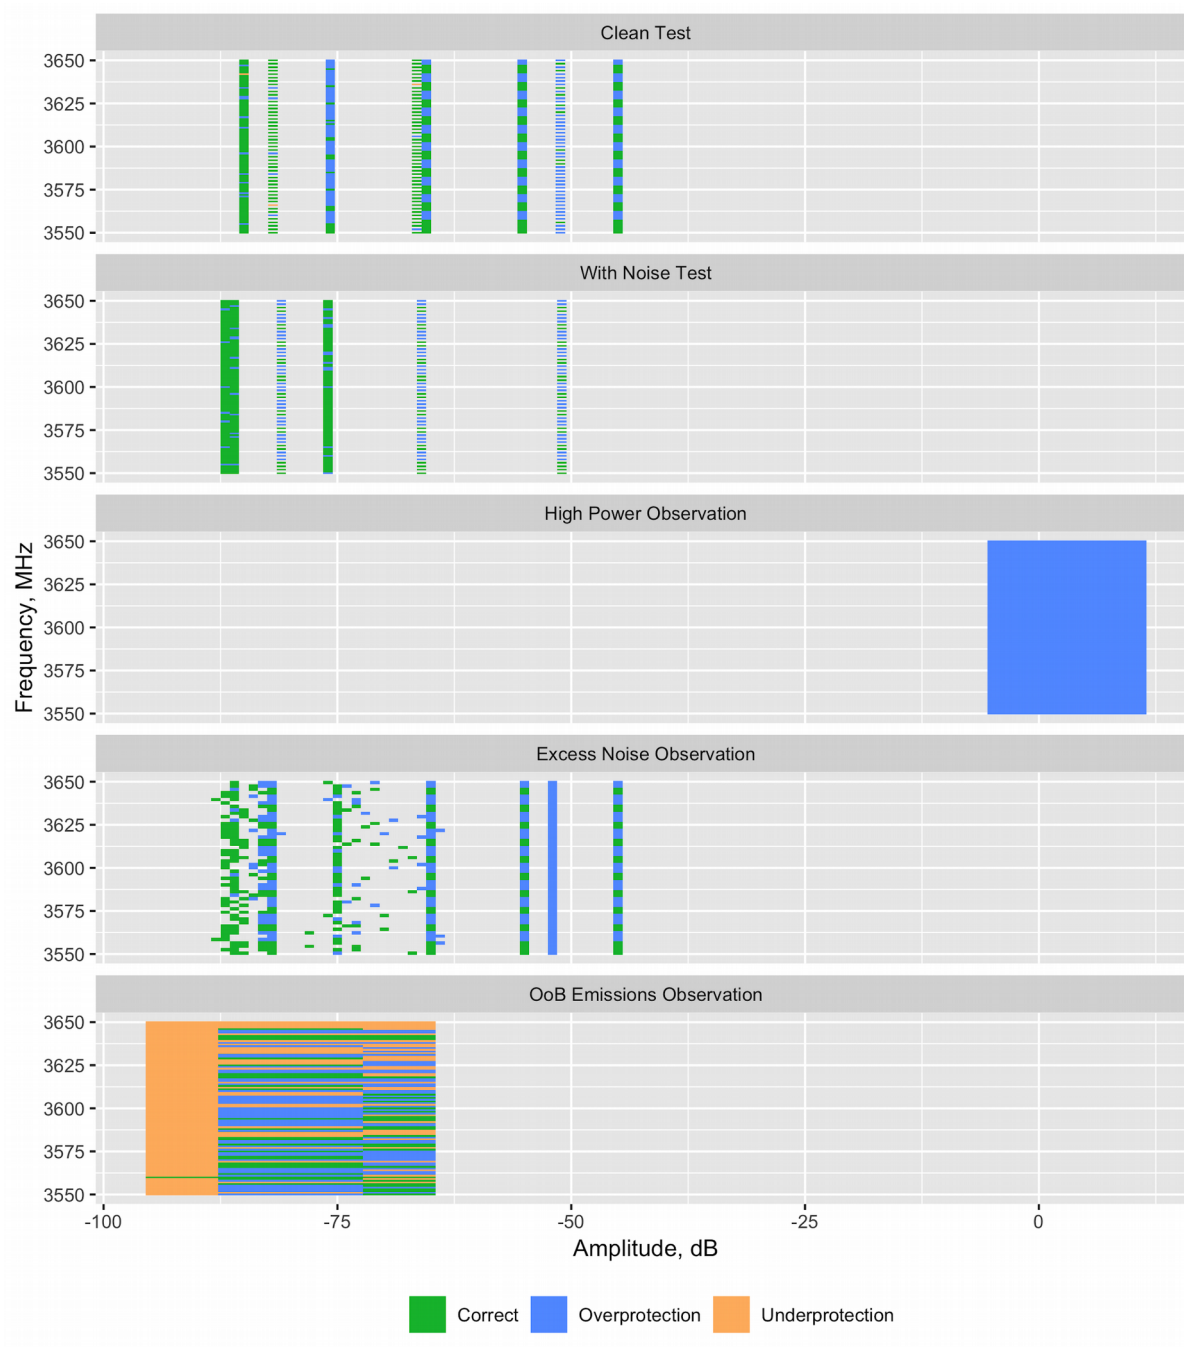 Clean Test
3650
3625
3600
3575
3550
With Noise Test
3650
3625
3600
3575
3550
High Power Observation
3650
3625
3600
3575
3550
Frequency, MHz
Excess Noise Observation
3650
3625
3600
3575
3550
OoB Emissions Observation
3650
3625
3600
3575
3550
-100 -75 -50 -25 0
Amplitude, dB
Correct Overprotection Underprotection